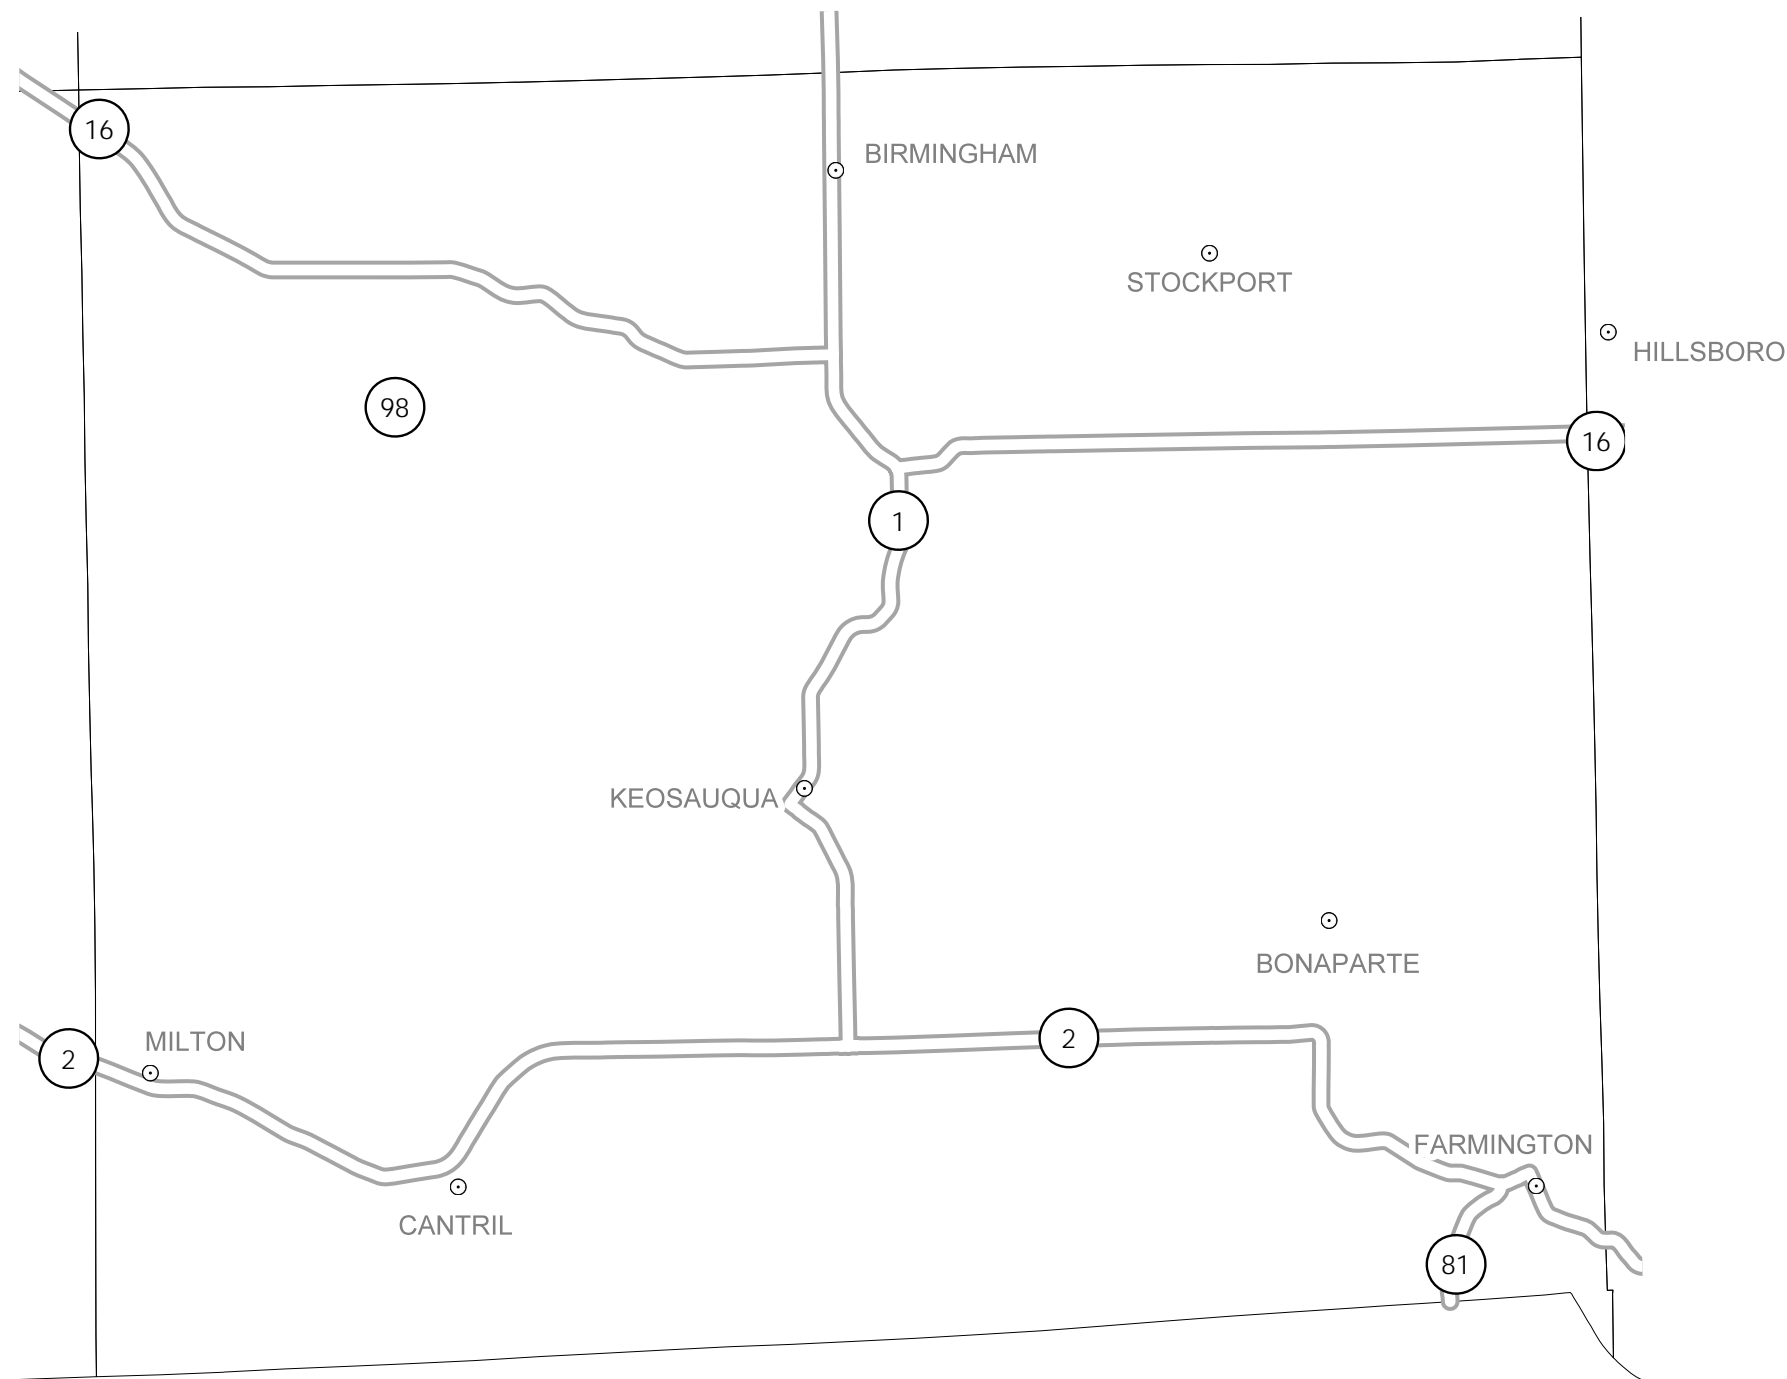 16
BIRMINGHAM
STOCKPORT
HILLSBORO
98
16
1
KEOSAUQUA
BONAPARTE
2
MILTON
2
FARMINGTON
CANTRIL
81